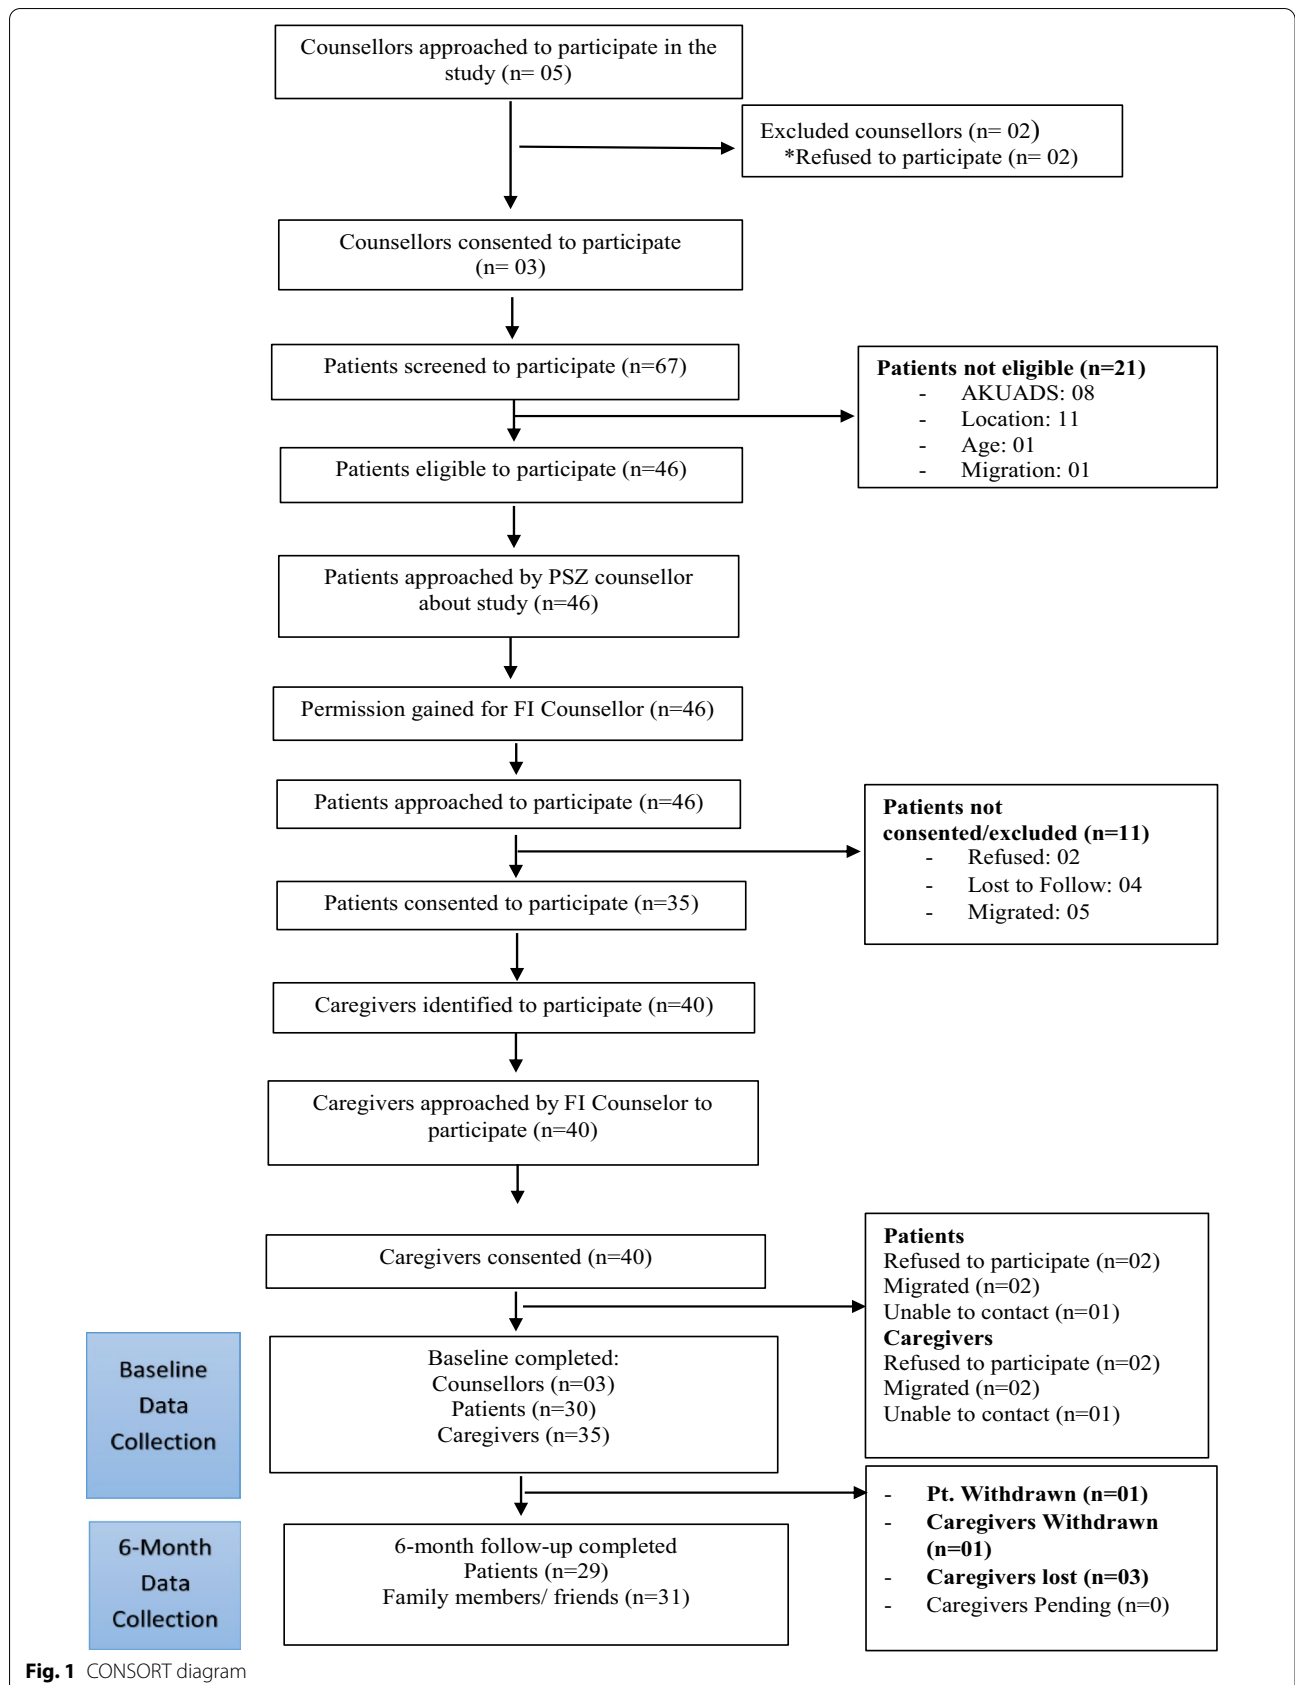 Counsellors approached to participate in the
study (n= 05)
Excluded counsellors (n= 02)
*Refused to participate (n= 02)
Counsellors consented to participate
(n= 03)
Patients screened to participate (n=67)
Patients not eligible (n=21)
- AKUADS: 08
- Location: 11
- Age: 01
- Migration: 01
Patients eligible to participate (n=46)
Patients approached by PSZ counsellor
about study (n=46)
Permission gained for FI Counsellor (n=46)
Patients approached to participate (n=46)
Patients not
consented/excluded (n=11)
- Refused: 02
- Lost to Follow: 04
- Migrated: 05
Patients consented to participate (n=35)
Caregivers identified to participate (n=40)
Caregivers approached by FI Counselor to
participate (n=40)
Caregivers consented (n=40)
Patients
Refused to participate (n=02)
Migrated (n=02)
Unable to contact (n=01)
Caregivers
Refused to participate (n=02)
Migrated (n=02)
Unable to contact (n=01)
Baseline
Data
Collection
Baseline completed:
Counsellors (n=03)
Patients (n=30)
Caregivers (n=35)
- Pt. Withdrawn (n=01)
- Caregivers Withdrawn
(n=01)
- Caregivers lost (n=03)
- Caregivers Pending (n=0)
6-Month
Data
Collection
6-month follow-up completed
Patients (n=29)
Family members/ friends (n=31)
Fig. 1 CONSORT diagram